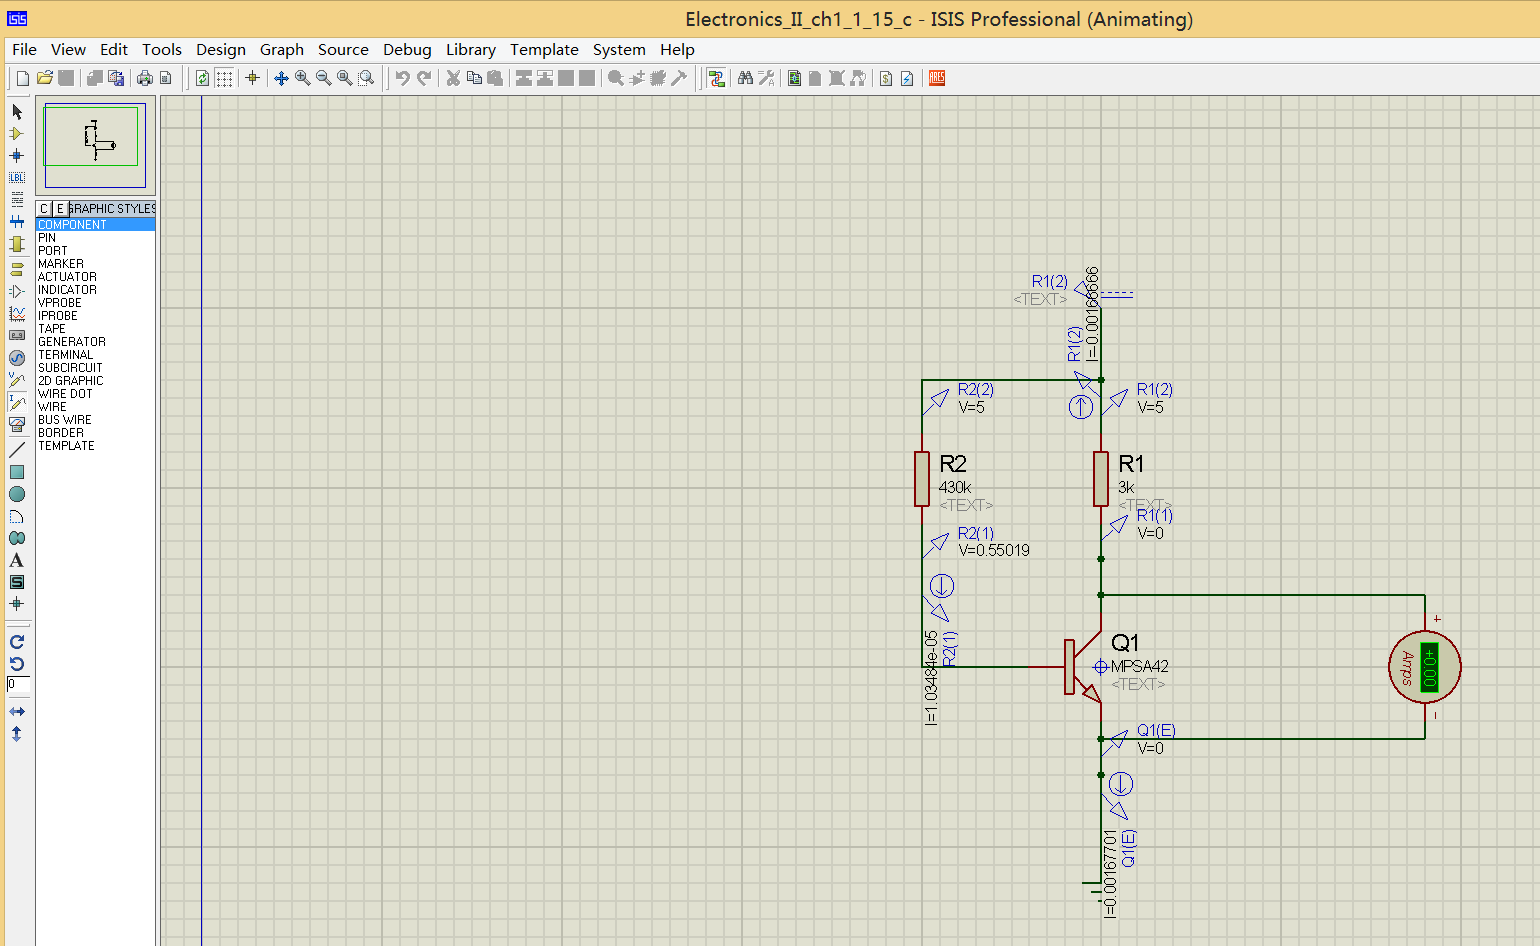 isis
Electronics_II_ch1_1_15_c - ISIS Professional (Animating)
File View Edit Tools Design Graph Source Debug Library Template System Help
ARES
LBL
C E GRAPHIC STYLES
COMPONENT
PIN
PORT
MARKER
ACTUATOR
INDICATOR
VPROBE
IPROBE
TAPE
GENERATOR
TERMINAL
SUBCIRCUIT
2D GRAPHIC
WIRE DOT
WIRE
BUS WIRE
BORDER
TEMPLATE
A
S
0
R1(2)
<TEXT>
I=-0.00166666
R1(2)
R2(2)
V=5
R1(2)
V=5
R2
430k
<TEXT>
R1
3k
<TEXT>
R1(1)
V=0
R2(1)
V=0.55019
I=1.03484e-05
R2(1)
Q1
MPSA42
<TEXT>
+
Amps
+0.00
-
Q1(E)
V=0
I=0.00167701
Q1(E)